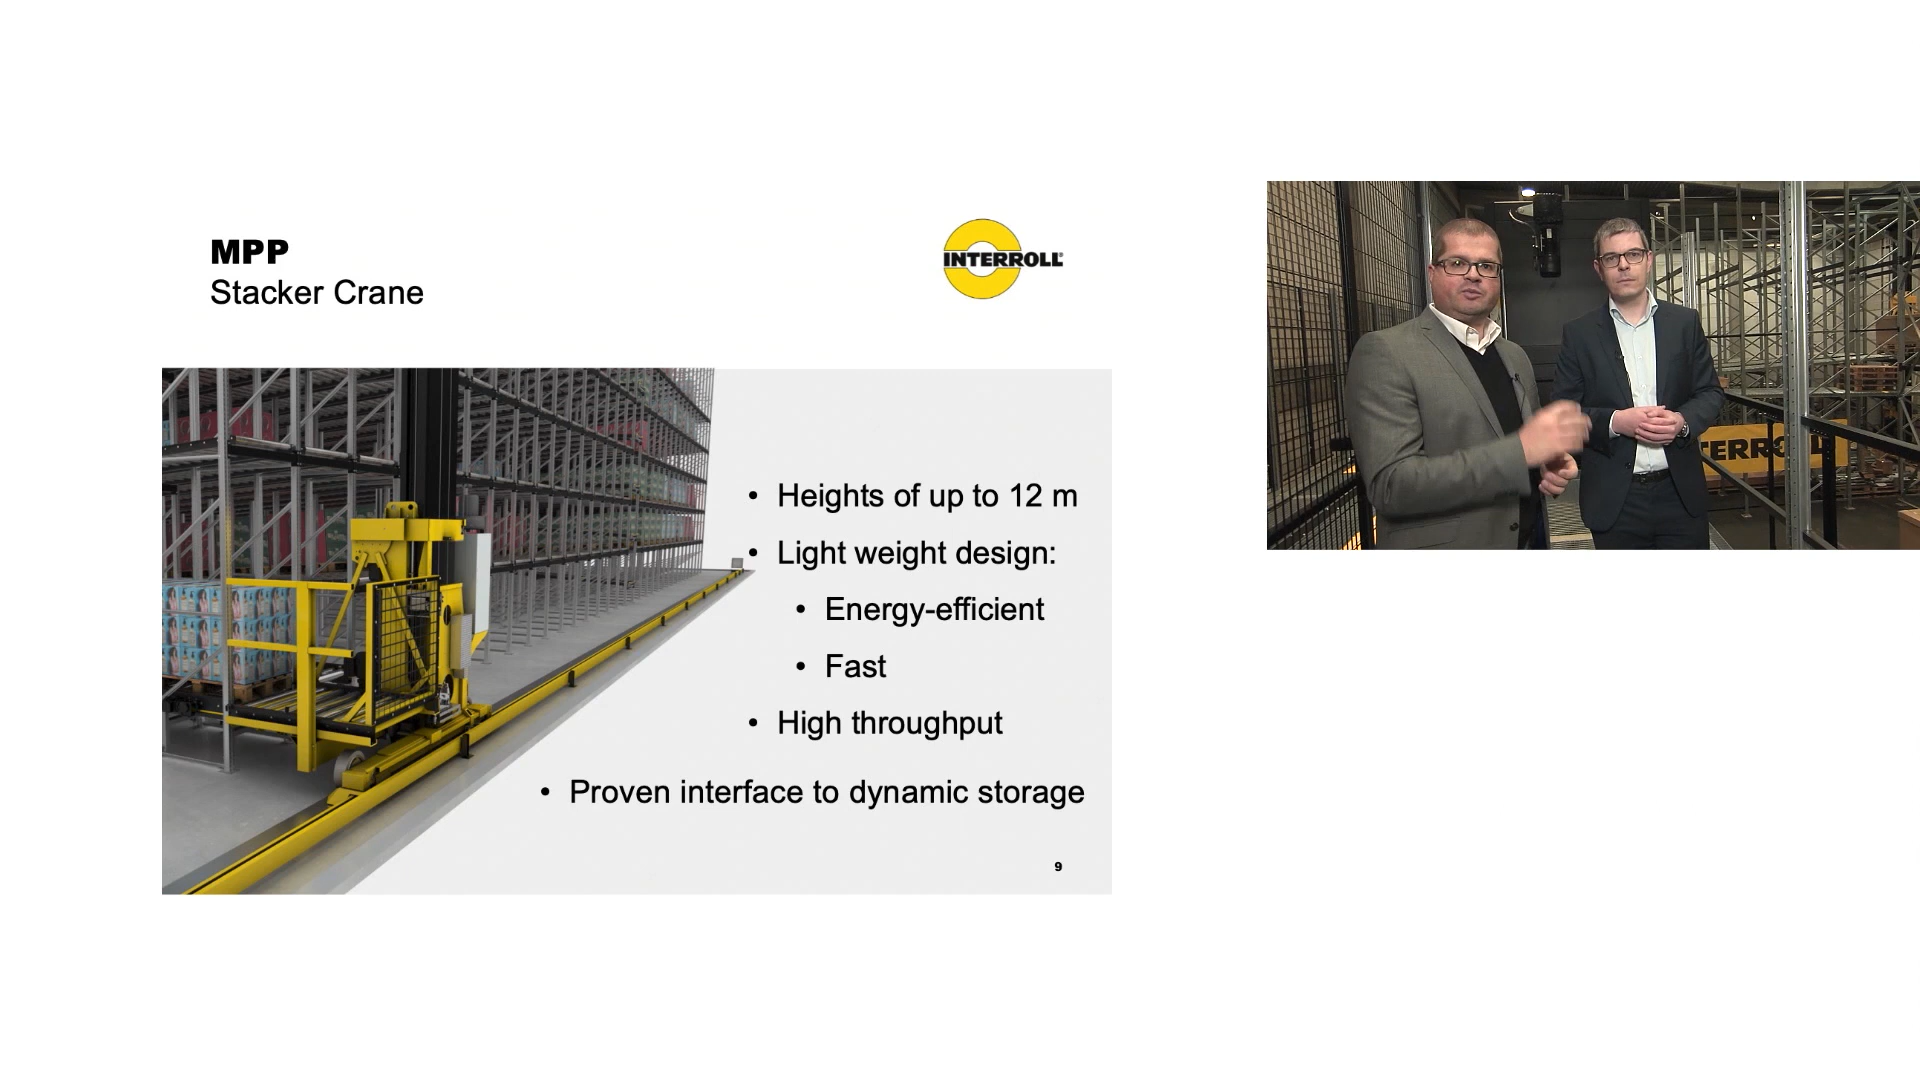 MPP
Stacker Crane
INTERROLL
• Heights of up to 12 m
• Light weight design:
• Energy-efficient
• Fast
• High throughput
• Proven interface to dynamic storage
9
TERROLL